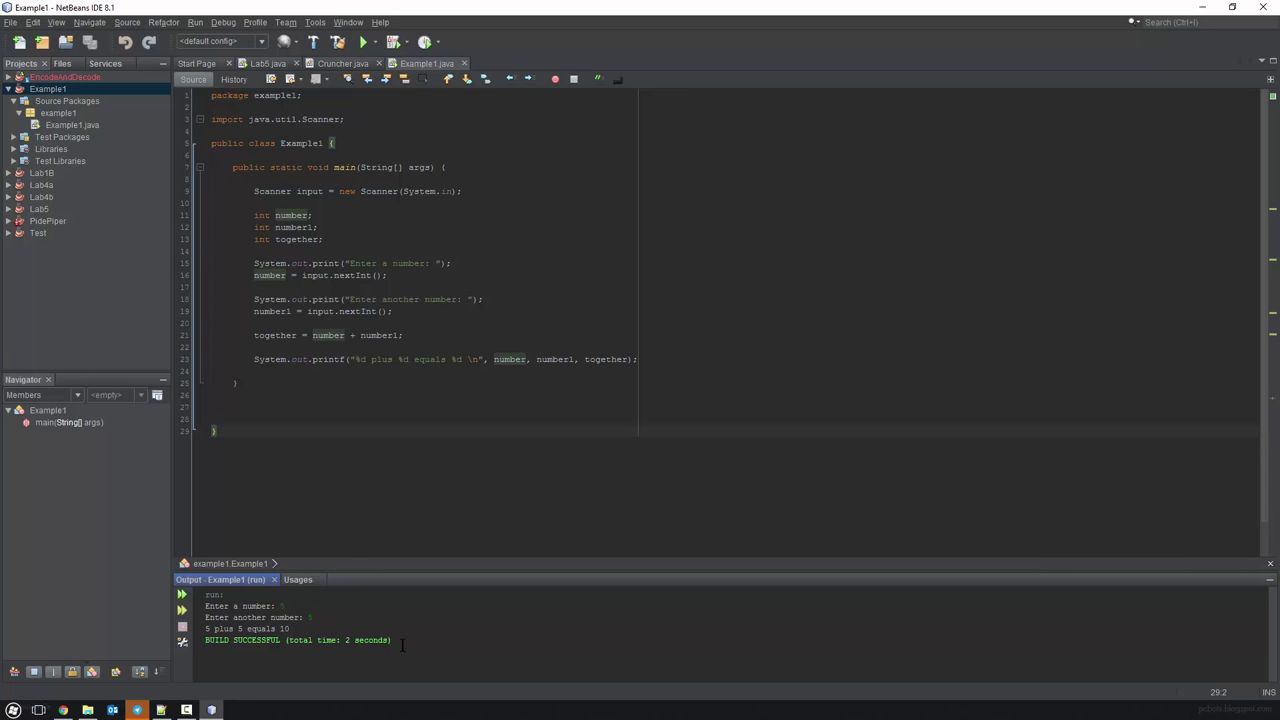 Example1 - NetBeans IDE 8.1
File Edit View Navigate Source Refactor Run Debug Profile Team Tools Window Help
Search (Ctrl+I)
<default config>
Projects Files Services
Start Page Lab5.java Cruncher.java Example1.java
Source History
EncodeAndDecode
Example1
Source Packages
example1
Example1.java
Test Packages
Libraries
Test Libraries
Lab1B
Lab4a
Lab4b
Lab5
PidePiper
Test
Navigator
Members <empty>
Example1
main(String[] args)
1 package example1;
2
3 import java.util.Scanner;
4
5 public class Example1 {
6
7 public static void main(String[] args) {
8
9 Scanner input = new Scanner(System.in);
10
11 int number;
12 int number1;
13 int together;
14
15 System.out.print("Enter a number: ");
16 number = input.nextInt();
17
18 System.out.print("Enter another number: ");
19 number1 = input.nextInt();
20
21 together = number + number1;
22
23 System.out.printf("%d plus %d equals %d \n", number, number1, together);
24
25 }
26
27
28
29 }
example1.Example1
Output - Example1 (run) Usages
run:
Enter a number: 5
Enter another number: 5
5 plus 5 equals 10
BUILD SUCCESSFUL (total time: 2 seconds)
29:2 INS
pcbots.blogspot.com